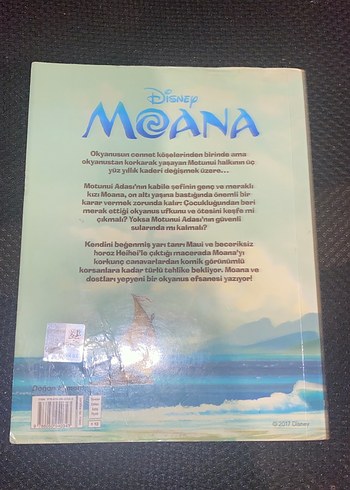 Disney
MOANA
Okyanusun cennet köşelerinden birinde ama
okyanustan korkarak yaşayan Motunui halkının üç
yüz yıllık kaderi değişmek üzere...
Motunui Adası'nın kabile şefinin genç ve meraklı
kızı Moana, on altı yaşına bastığında önemli bir
karar vermek zorunda kalır: Çocukluğundan beri
merak ettiği okyanus ufkunu ve ötesini keşfe mi
çıkmalı? Yoksa Motunui Adası'nın güvenli
sularında mı kalmalı?
Kendini beğenmiş yarı tanrı Maui ve beceriksiz
horoz Heihei'le çıktığı macerada Moana'yı
korkunç canavarlardan komik görünümlü
korsanlara kadar türlü tehlike bekliyor. Moana ve
dostları yepyeni bir okyanus efsanesi yazıyor!
© 2017 Disney